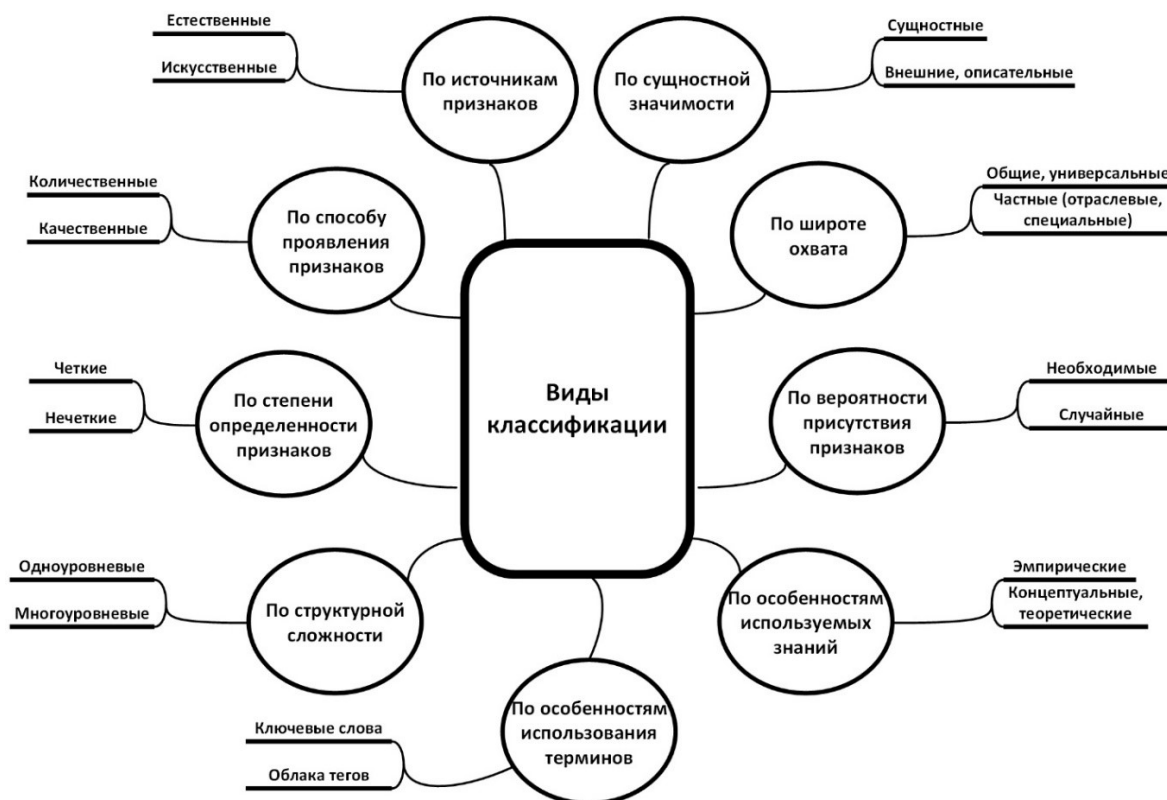 Естественные
Искусственные
По источникам
признаков
По сущностной
значимости
Сущностные
Внешние, описательные
Количественные
Качественные
По способу
проявления
признаков
По широте
охвата
Общие, универсальные
Частные (отраслевые,
специальные)
Четкие
Нечеткие
По степени
определенности
признаков
Виды
классификации
По вероятности
присутствия
признаков
Необходимые
Случайные
Одноуровневые
Многоуровневые
По структурной
сложности
По особенностям
используемых
знаний
Эмпирические
Концептуальные,
теоретические
Ключевые слова
Облака тегов
По особенностям
использования
терминов